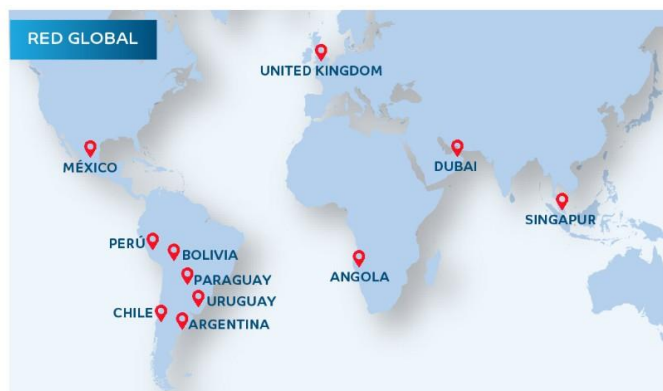 RED GLOBAL
UNITED KINGDOM
MÉXICO
DUBAI
SINGAPUR
PERÚ
BOLIVIA
ANGOLA
PARAGUAY
URUGUAY
CHILE
ARGENTINA